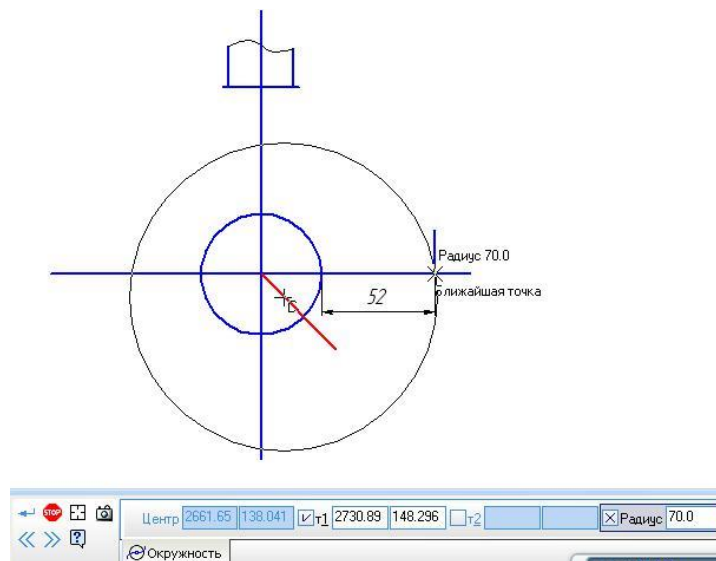 Радиус 70.0
Ближайшая точка
52
STOP Центр 2661.65 138.041 т1 2730.89 148.296 т2 Радиус 70.0
Окружность